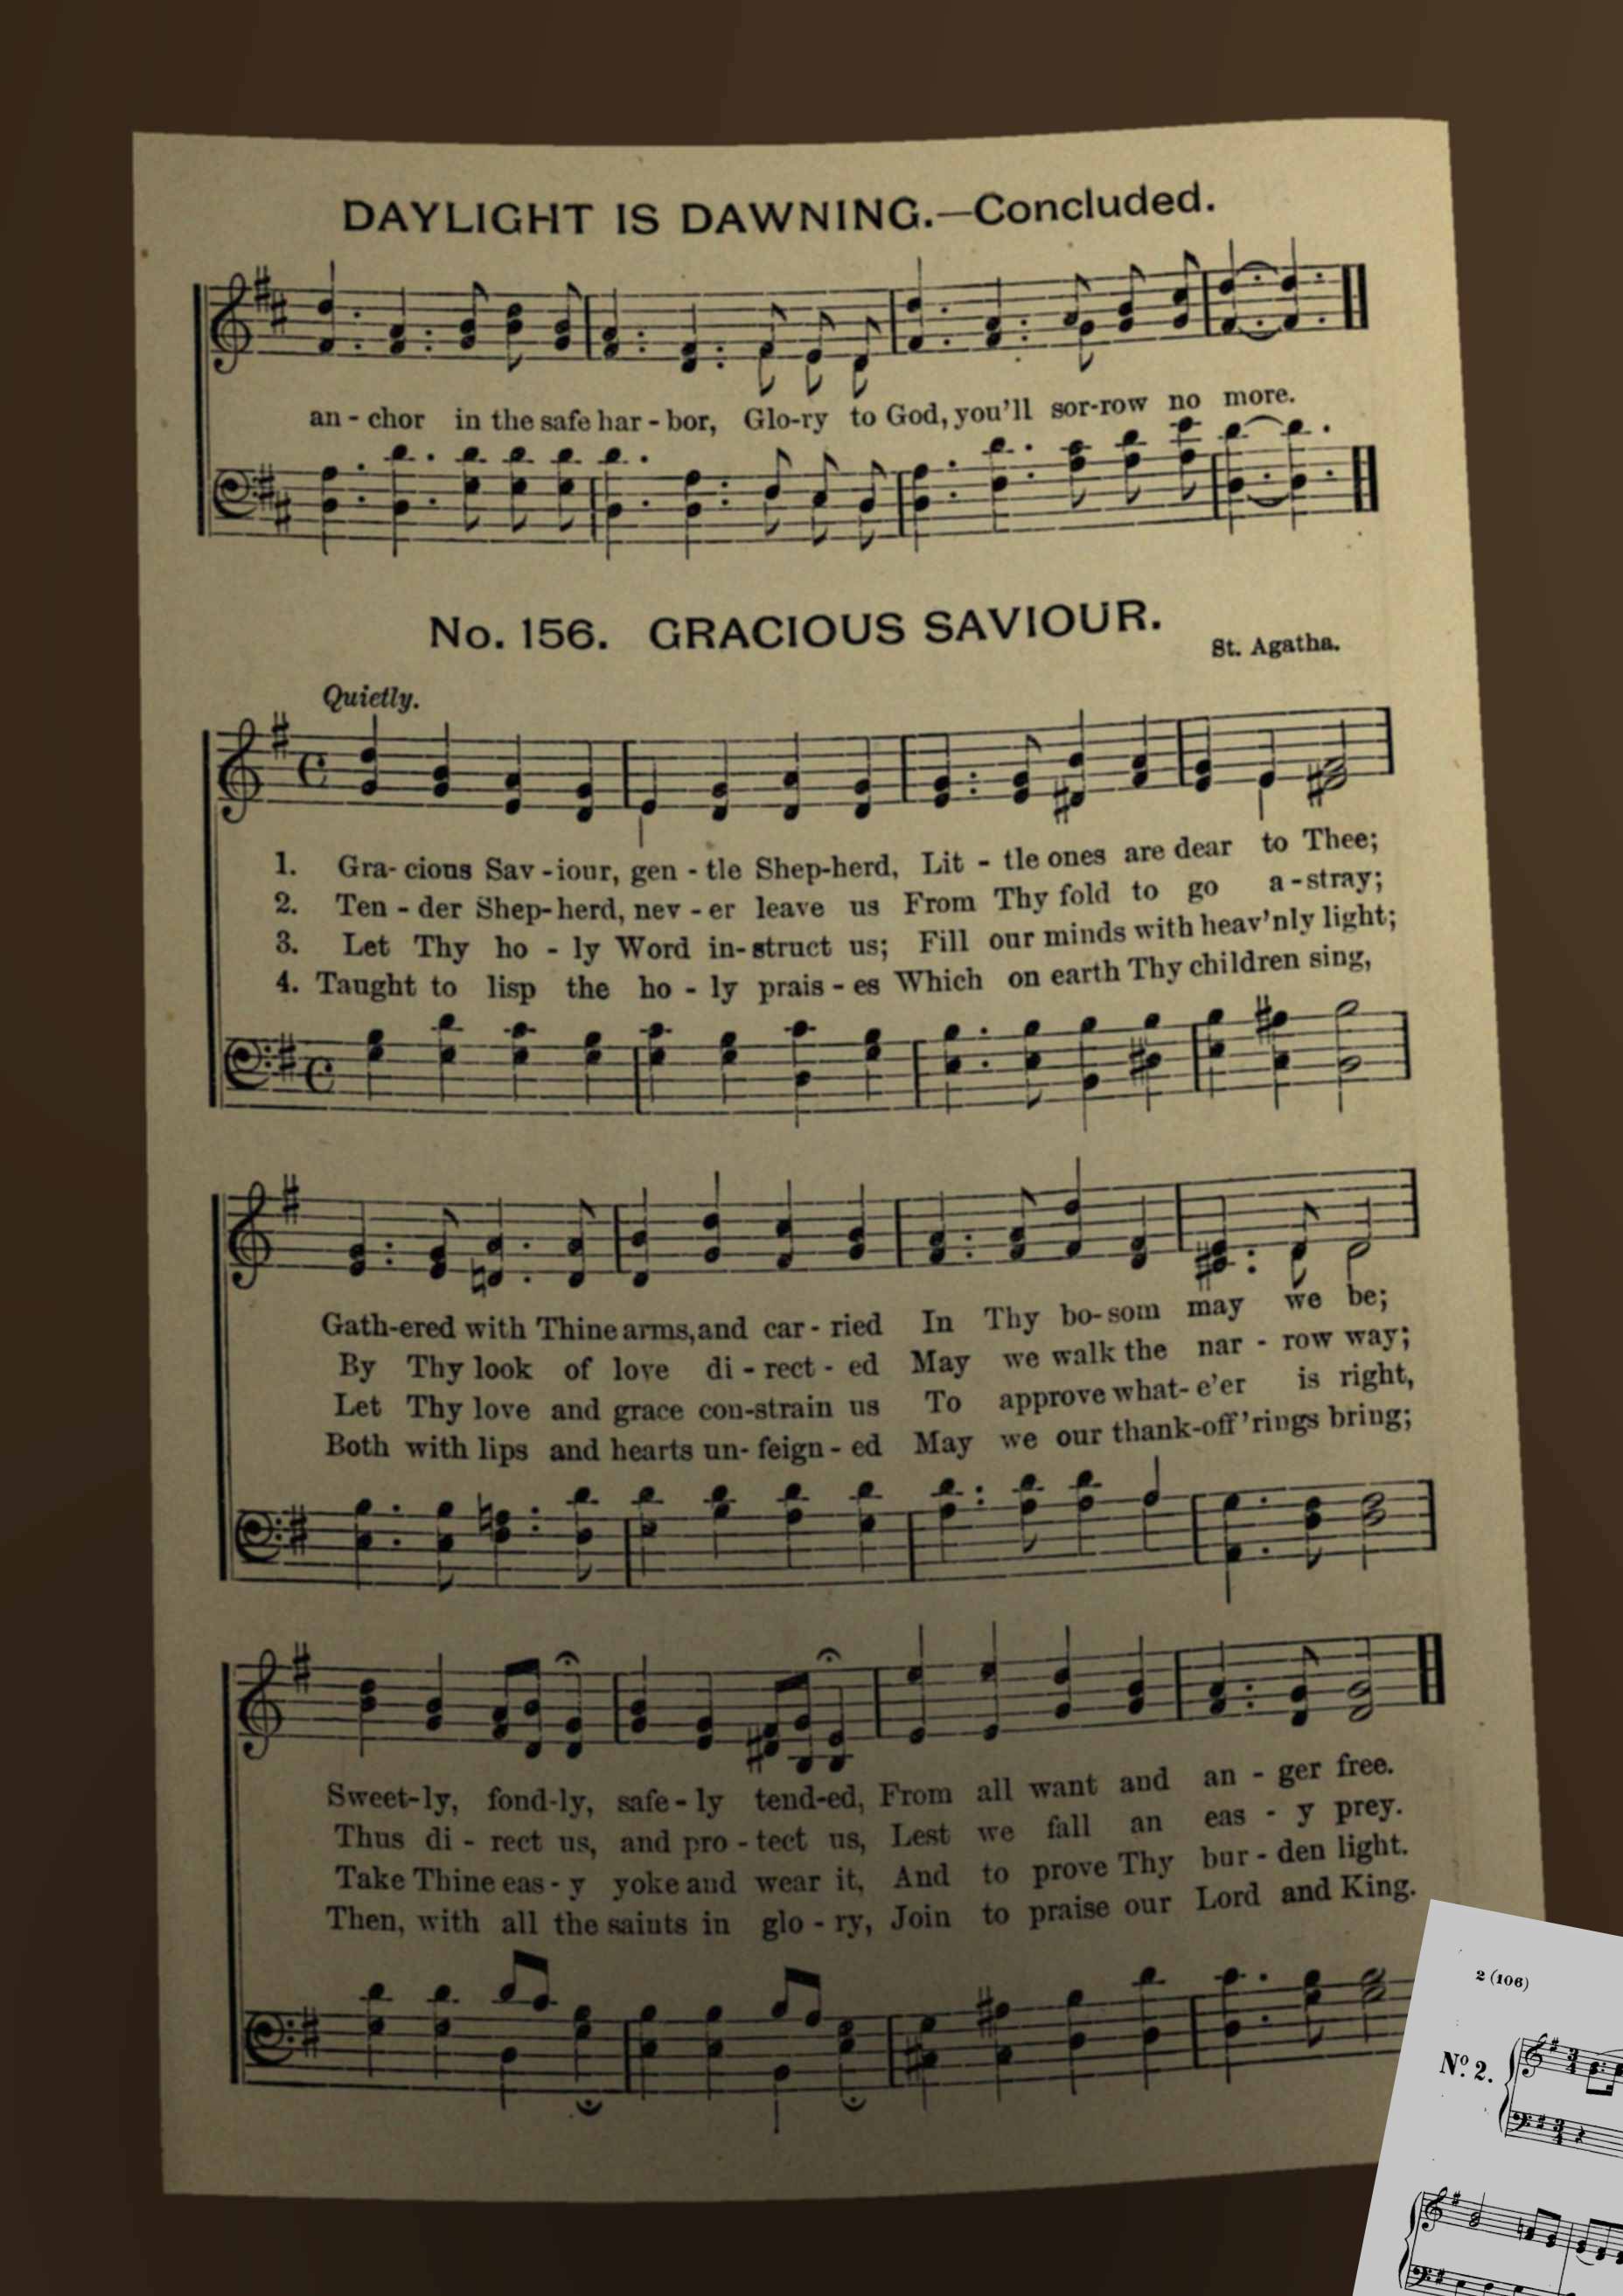 DAYLIGHT IS DAWNING.—Concluded.
an - chor in the safe har - bor, Glo-ry to God, you'll sor-row no more.
No. 156. GRACIOUS SAVIOUR.
St. Agatha.
Quietly.
1. Gra- cious Sav - iour, gen - tle Shep-herd, Lit - tle ones are dear to Thee;
2. Ten - der Shep- herd, nev - er leave us From Thy fold to go a - stray;
3. Let Thy ho - ly Word in- struct us; Fill our minds with heav'nly light;
4. Taught to lisp the ho - ly prais - es Which on earth Thy children sing,
Gath-ered with Thine arms, and car - ried In Thy bo- som may we be;
By Thy look of love di - rect - ed May we walk the nar - row way;
Let Thy love and grace con-strain us To approve what- e'er is right,
Both with lips and hearts un- feign - ed May we our thank-off'rings bring;
Sweet-ly, fond-ly, safe - ly tend-ed, From all want and an - ger free.
Thus di - rect us, and pro - tect us, Lest we fall an eas - y prey.
Take Thine eas - y yoke and wear it, And to prove Thy bur - den light.
Then, with all the saints in glo - ry, Join to praise our Lord and King.
2 (106)
Nº 2.